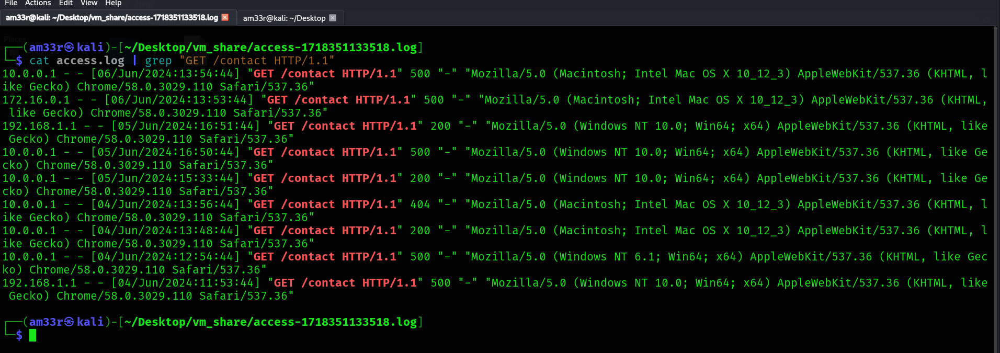 File Actions Edit View Help
am33r@kali: ~/Desktop/vm_share/access-1718351133518.log am33r@kali: ~/Desktop
┌──(am33r㉿kali)-[~/Desktop/vm_share/access-1718351133518.log]
└─$ cat access.log | grep "GET /contact HTTP/1.1"
10.0.0.1 - - [06/Jun/2024:13:54:44] "GET /contact HTTP/1.1" 500 "-" "Mozilla/5.0 (Macintosh; Intel Mac OS X 10_12_3) AppleWebKit/537.36 (KHTML, l
ike Gecko) Chrome/58.0.3029.110 Safari/537.36"
172.16.0.1 - - [06/Jun/2024:13:53:44] "GET /contact HTTP/1.1" 500 "-" "Mozilla/5.0 (Macintosh; Intel Mac OS X 10_12_3) AppleWebKit/537.36 (KHTML,
 like Gecko) Chrome/58.0.3029.110 Safari/537.36"
192.168.1.1 - - [05/Jun/2024:16:51:44] "GET /contact HTTP/1.1" 200 "-" "Mozilla/5.0 (Windows NT 10.0; Win64; x64) AppleWebKit/537.36 (KHTML, like
 Gecko) Chrome/58.0.3029.110 Safari/537.36"
10.0.0.1 - - [05/Jun/2024:16:50:44] "GET /contact HTTP/1.1" 500 "-" "Mozilla/5.0 (Windows NT 10.0; Win64; x64) AppleWebKit/537.36 (KHTML, like Ge
cko) Chrome/58.0.3029.110 Safari/537.36"
10.0.0.1 - - [05/Jun/2024:15:33:44] "GET /contact HTTP/1.1" 200 "-" "Mozilla/5.0 (Windows NT 10.0; Win64; x64) AppleWebKit/537.36 (KHTML, like Ge
cko) Chrome/58.0.3029.110 Safari/537.36"
10.0.0.1 - - [04/Jun/2024:13:56:44] "GET /contact HTTP/1.1" 404 "-" "Mozilla/5.0 (Macintosh; Intel Mac OS X 10_12_3) AppleWebKit/537.36 (KHTML, l
ike Gecko) Chrome/58.0.3029.110 Safari/537.36"
10.0.0.1 - - [04/Jun/2024:13:48:44] "GET /contact HTTP/1.1" 200 "-" "Mozilla/5.0 (Macintosh; Intel Mac OS X 10_12_3) AppleWebKit/537.36 (KHTML, l
ike Gecko) Chrome/58.0.3029.110 Safari/537.36"
10.0.0.1 - - [04/Jun/2024:12:54:44] "GET /contact HTTP/1.1" 500 "-" "Mozilla/5.0 (Windows NT 6.1; Win64; x64) AppleWebKit/537.36 (KHTML, like Gec
ko) Chrome/58.0.3029.110 Safari/537.36"
192.168.1.1 - - [04/Jun/2024:11:53:44] "GET /contact HTTP/1.1" 500 "-" "Mozilla/5.0 (Windows NT 10.0; Win64; x64) AppleWebKit/537.36 (KHTML, like
 Gecko) Chrome/58.0.3029.110 Safari/537.36"
┌──(am33r㉿kali)-[~/Desktop/vm_share/access-1718351133518.log]
└─$